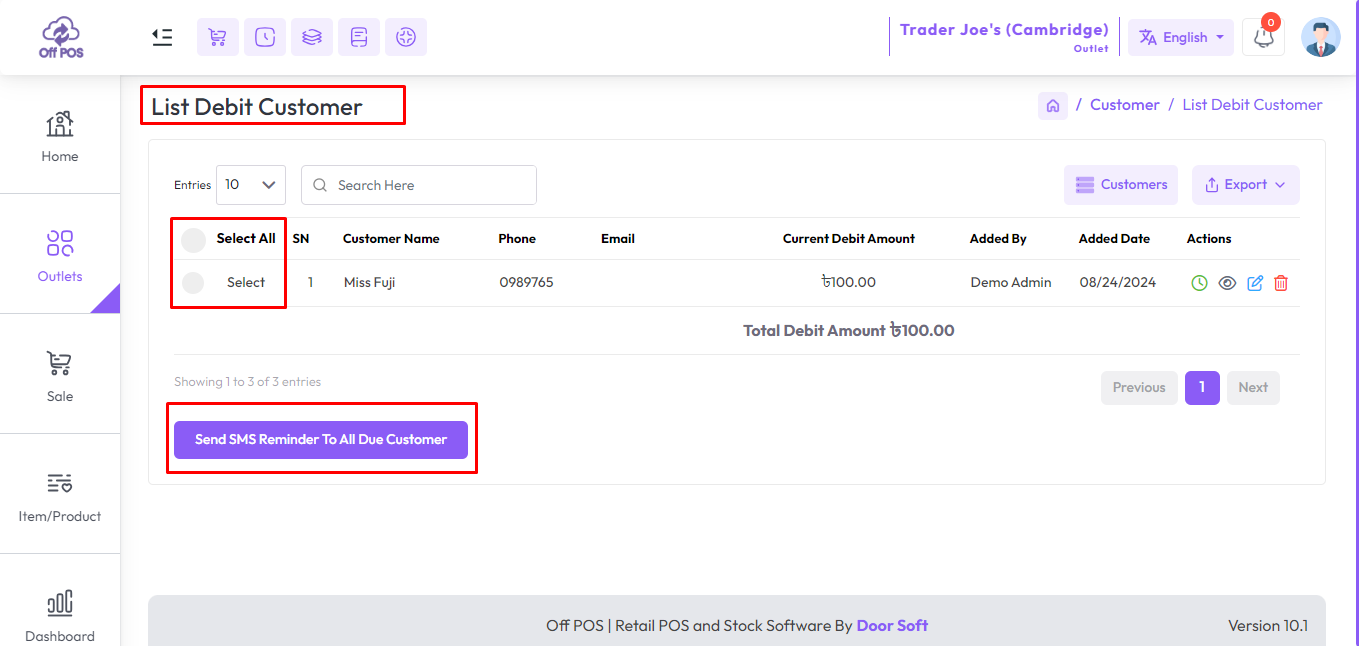 Off POS
Trader Joe's (Cambridge)
Outlet
English
0
List Debit Customer
/ Customer / List Debit Customer
Home
Outlets
Sale
Item/Product
Dashboard
Entries 10 Search Here Customers Export
Select All SN Customer Name Phone Email Current Debit Amount Added By Added Date Actions
Select 1 Miss Fuji 0989765 ৳100.00 Demo Admin 08/24/2024
Total Debit Amount ৳100.00
Showing 1 to 3 of 3 entries
Previous 1 Next
Send SMS Reminder To All Due Customer
Off POS | Retail POS and Stock Software By Door Soft
Version 10.1